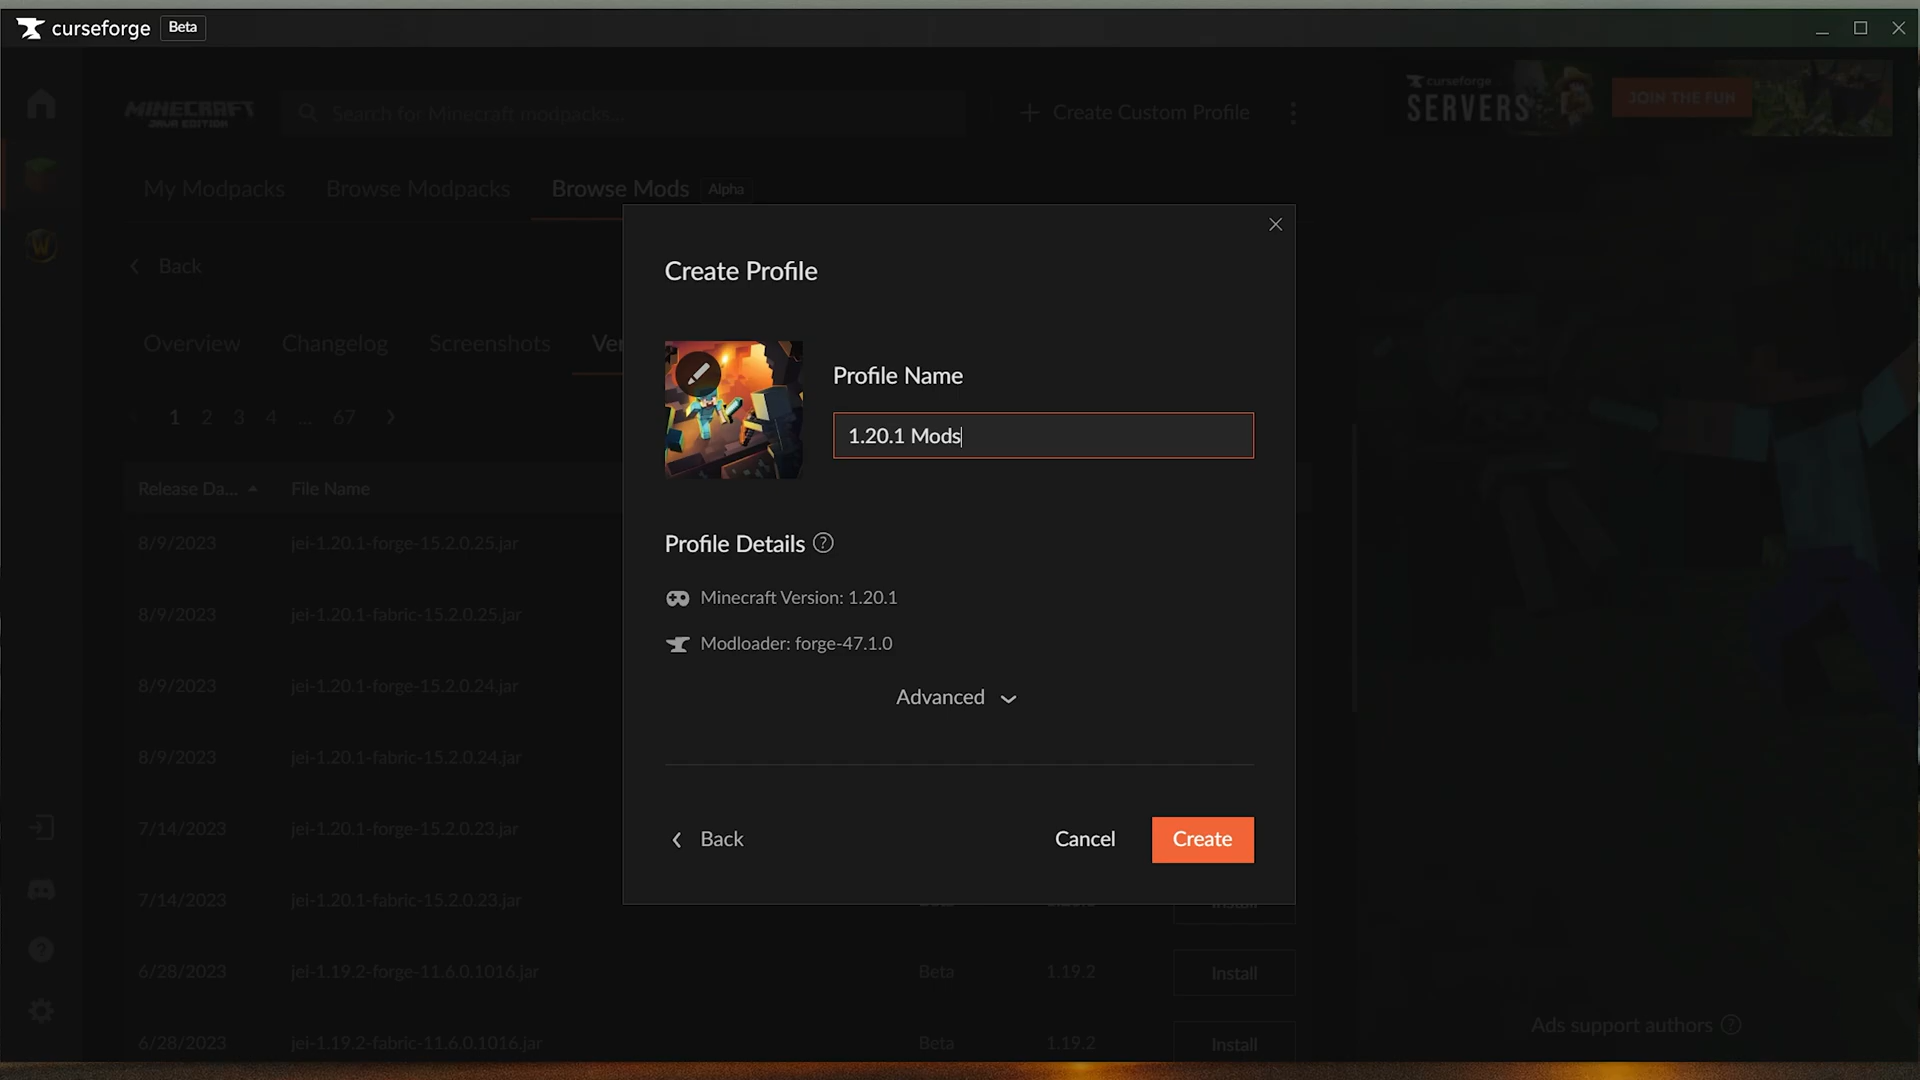 curseforge Beta
MINECRAFT
JAVA EDITION
Search for Minecraft modpacks...
Create Custom Profile
curseforge
SERVERS
JOIN THE FUN
My Modpacks
Browse Modpacks
Browse Mods
Alpha
Back
Overview
Changelog
Screenshots
Ver
1 2 3 4 ... 67
Release Da...
File Name
8/9/2023 jei-1.20.1-forge-15.2.0.25.jar
8/9/2023 jei-1.20.1-fabric-15.2.0.25.jar
8/9/2023 jei-1.20.1-forge-15.2.0.24.jar
8/9/2023 jei-1.20.1-fabric-15.2.0.24.jar
7/14/2023 jei-1.20.1-forge-15.2.0.23.jar
7/14/2023 jei-1.20.1-fabric-15.2.0.23.jar
6/28/2023 jei-1.19.2-forge-11.6.0.1016.jar Beta 1.19.2 Install
6/28/2023 jei-1.19.2-fabric-11.6.0.1016.jar Beta 1.19.2 Install
Create Profile
Profile Name
1.20.1 Mods
Profile Details ?
Minecraft Version: 1.20.1
Modloader: forge-47.1.0
Advanced
Back
Cancel
Create
Ads support authors ?